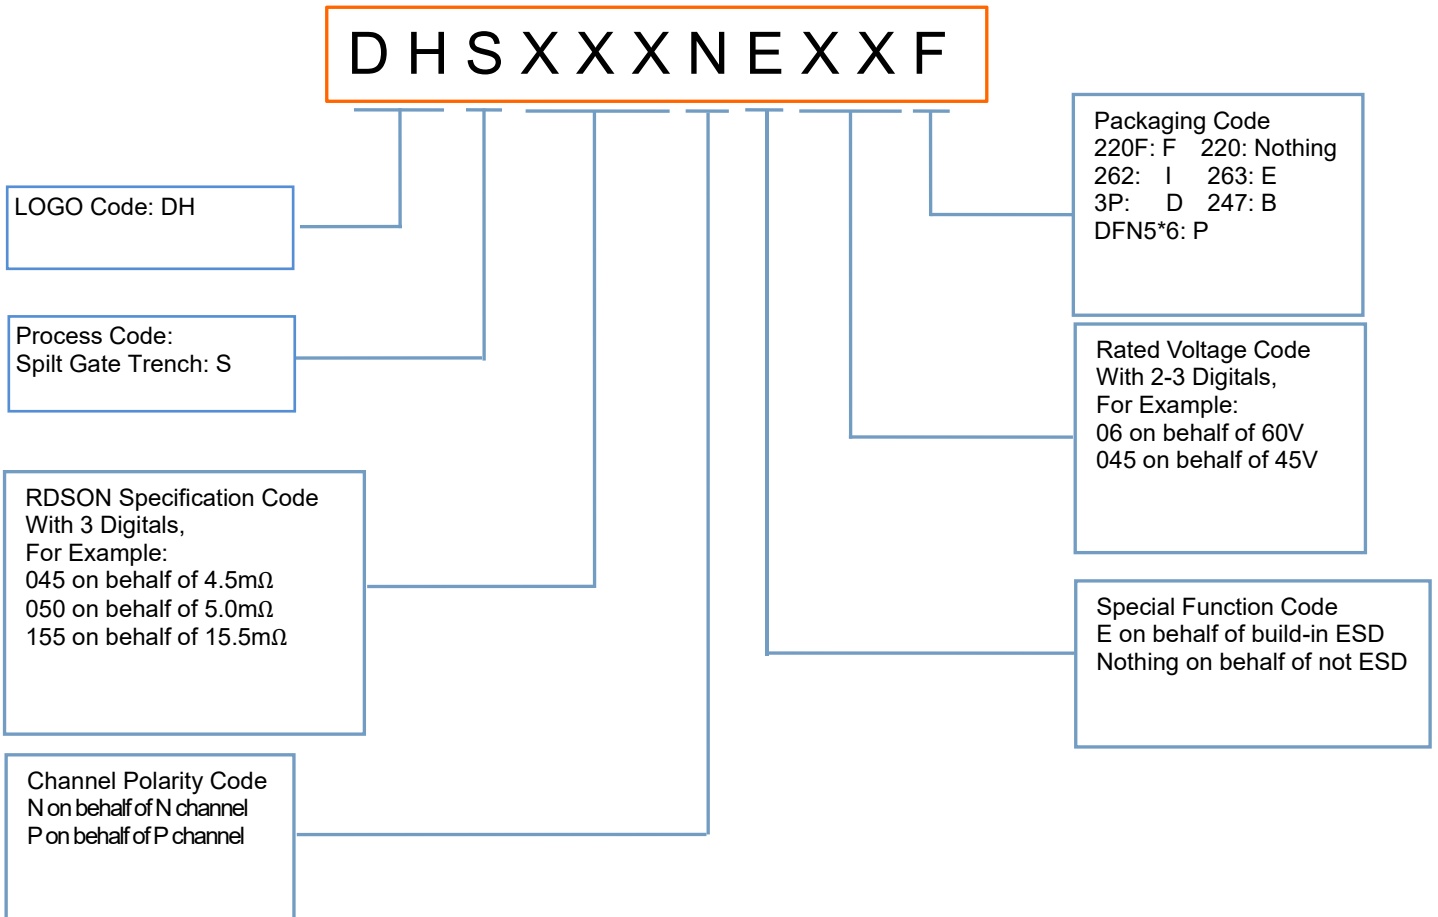 DHSXXXNEXXF
LOGO Code: DH
Process Code:
Spilt Gate Trench: S
RDSON Specification Code
With 3 Digitals,
For Example:
045 on behalf of 4.5mΩ
050 on behalf of 5.0mΩ
155 on behalf of 15.5mΩ
Channel Polarity Code
N on behalf of N channel
P on behalf of P channel
Packaging Code
220F: F 220: Nothing
262: I 263: E
3P: D 247: B
DFN5*6: P
Rated Voltage Code
With 2-3 Digitals,
For Example:
06 on behalf of 60V
045 on behalf of 45V
Special Function Code
E on behalf of build-in ESD
Nothing on behalf of not ESD